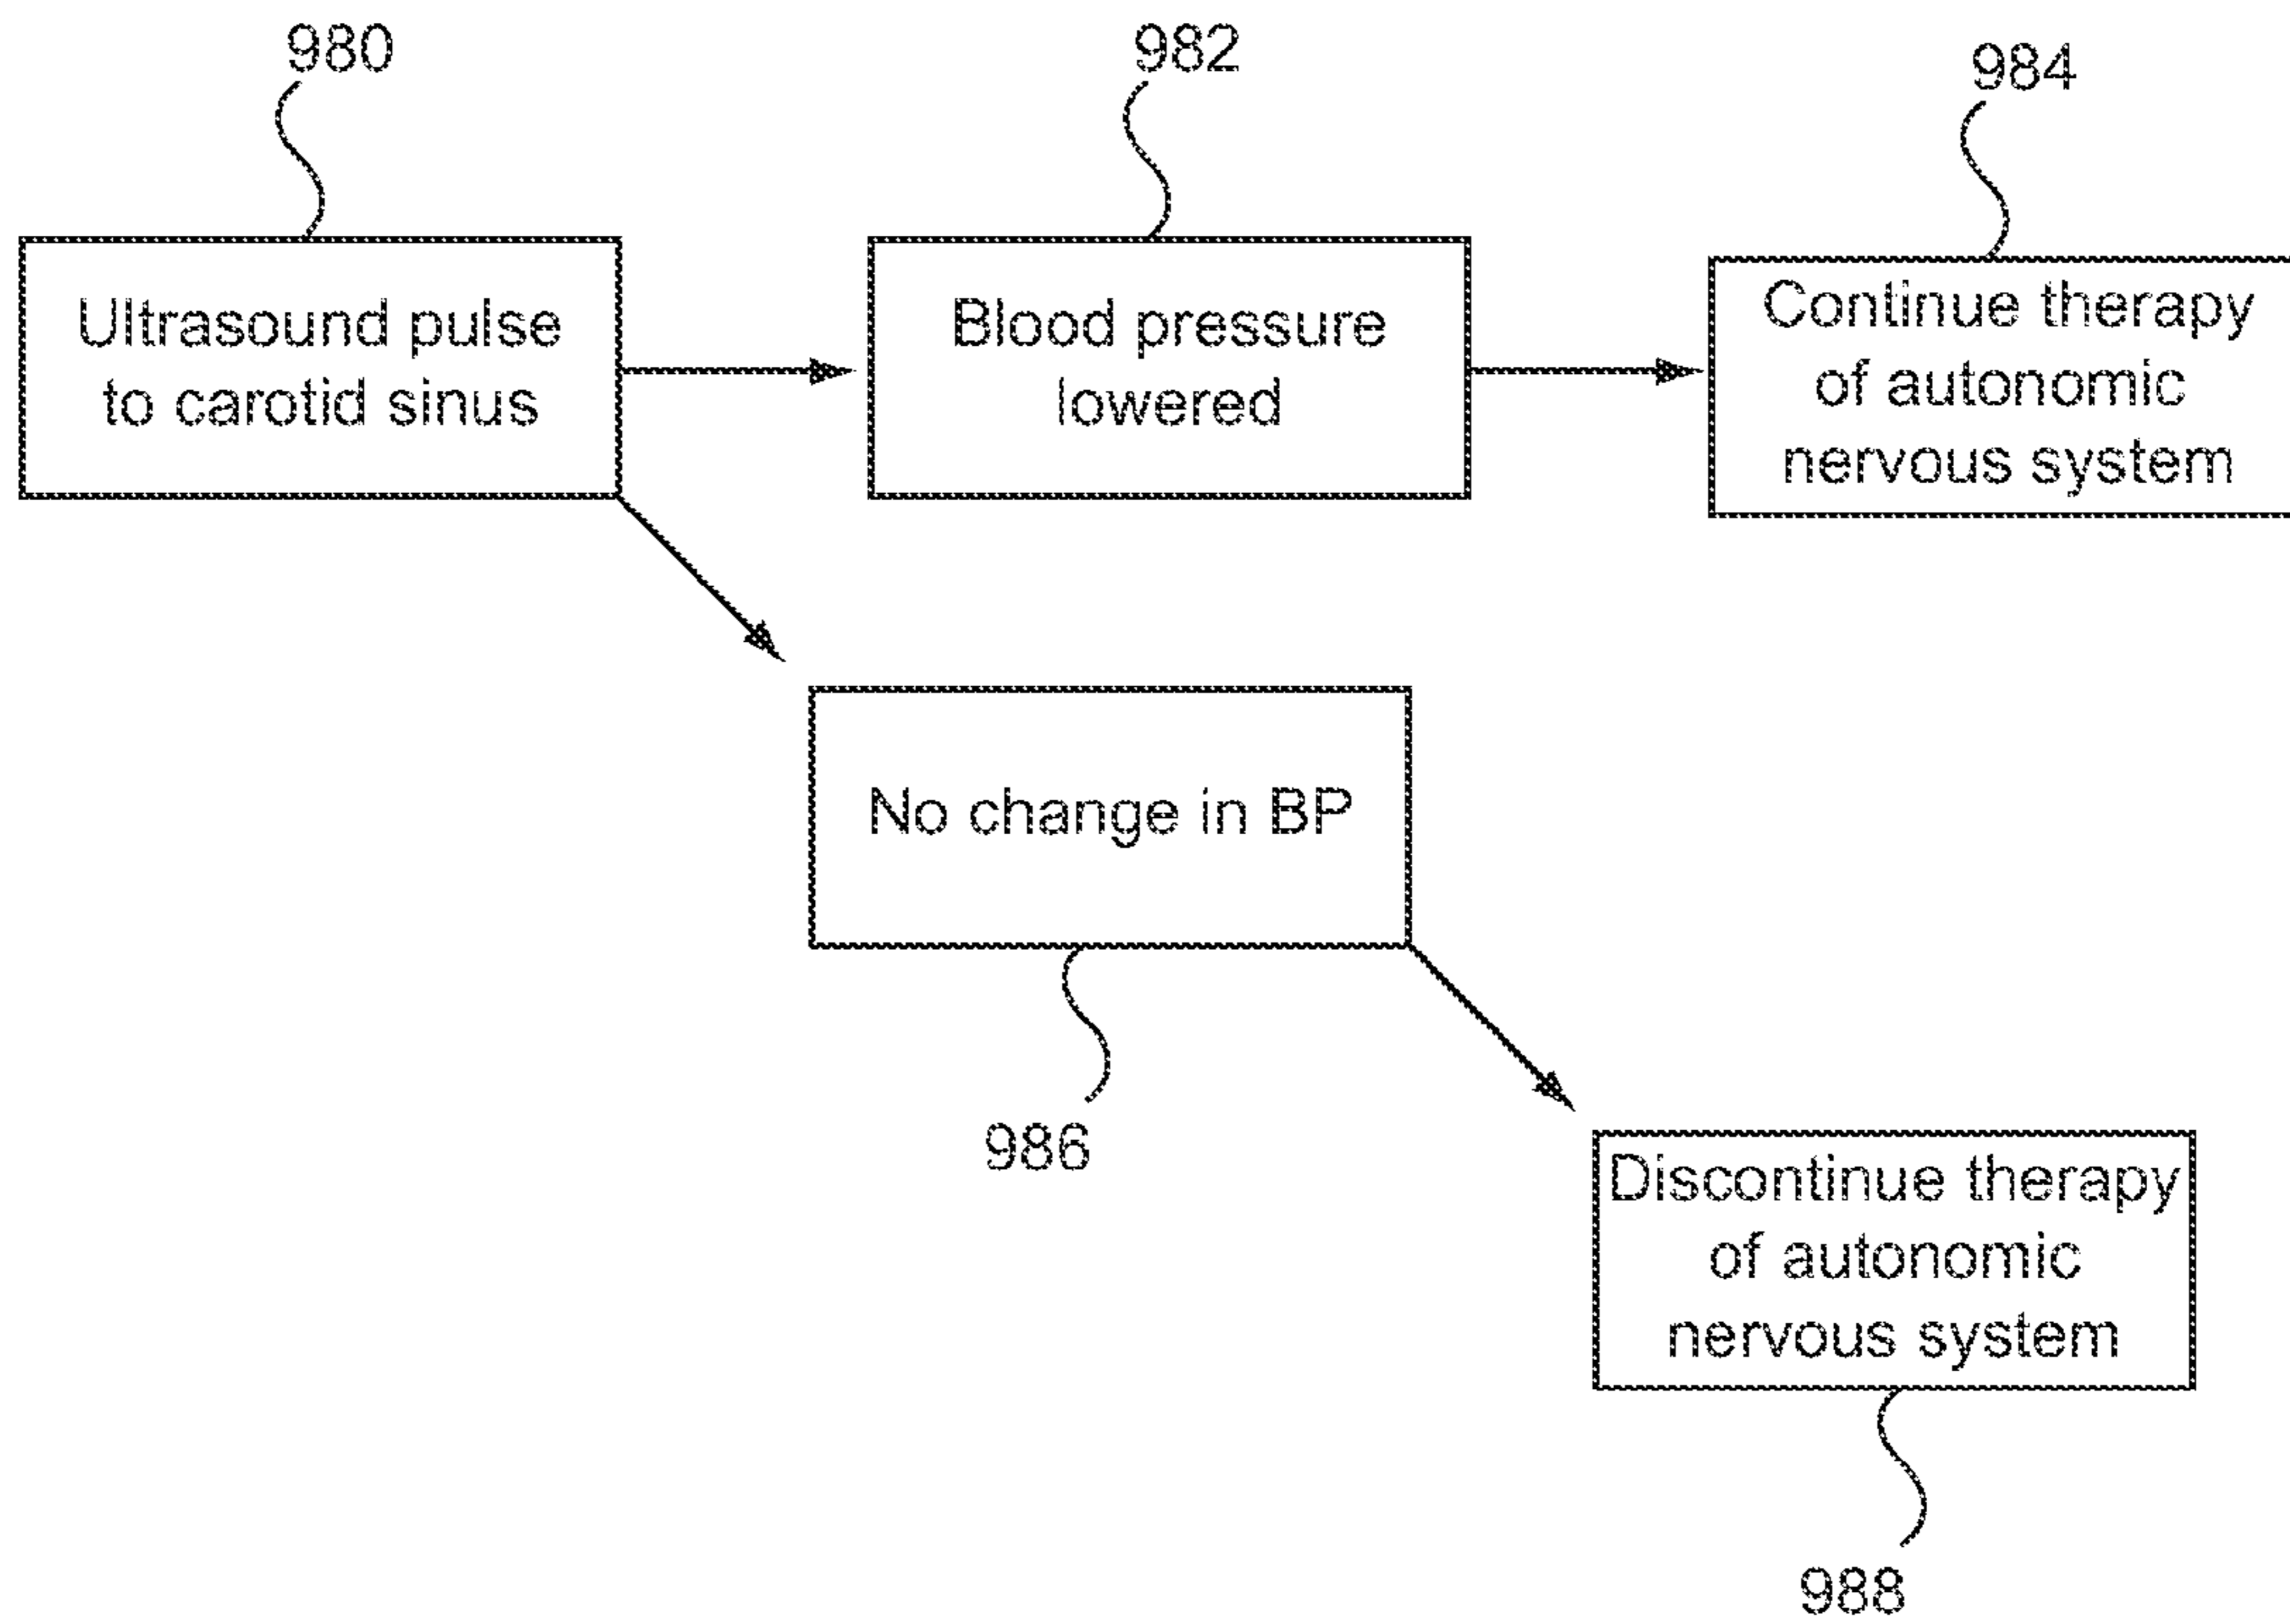 980
982
984
Ultrasound pulse
to carotid sinus
Blood pressure
lowered
Continue therapy
of autonomic
nervous system
No change in BP
986
Discontinue therapy
of autonomic
nervous system
988